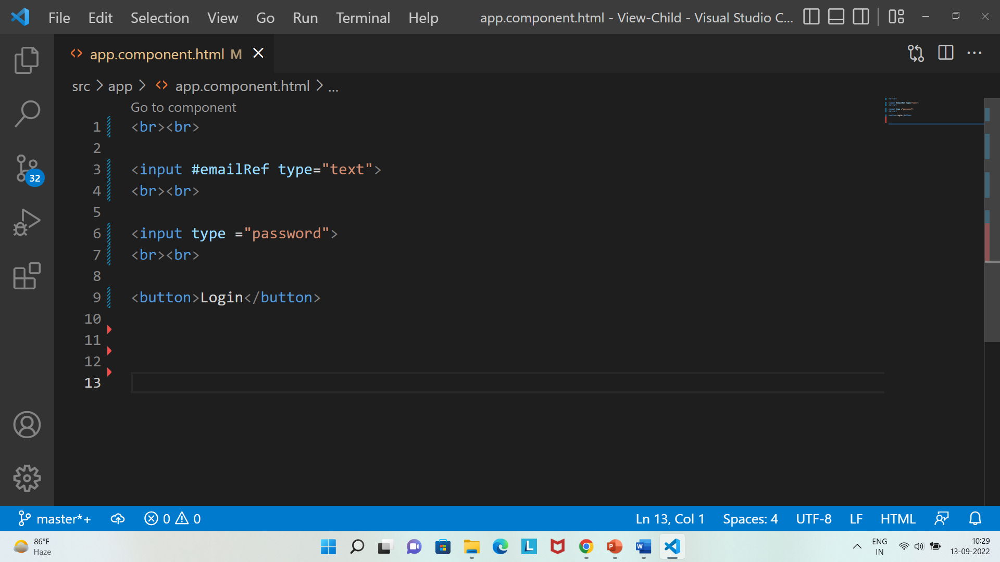 File Edit Selection View Go Run Terminal Help app.component.html - View-Child - Visual Studio C...
app.component.html M
src > app > app.component.html > ...
Go to component
1 <br><br>
2
3 <input #emailRef type="text">
4 <br><br>
5
6 <input type ="password">
7 <br><br>
8
9 <button>Login</button>
10
11
12
13
32
master*+ 0 0 Ln 13, Col 1 Spaces: 4 UTF-8 LF HTML
86°F
Haze
ENG
IN
10:29
13-09-2022